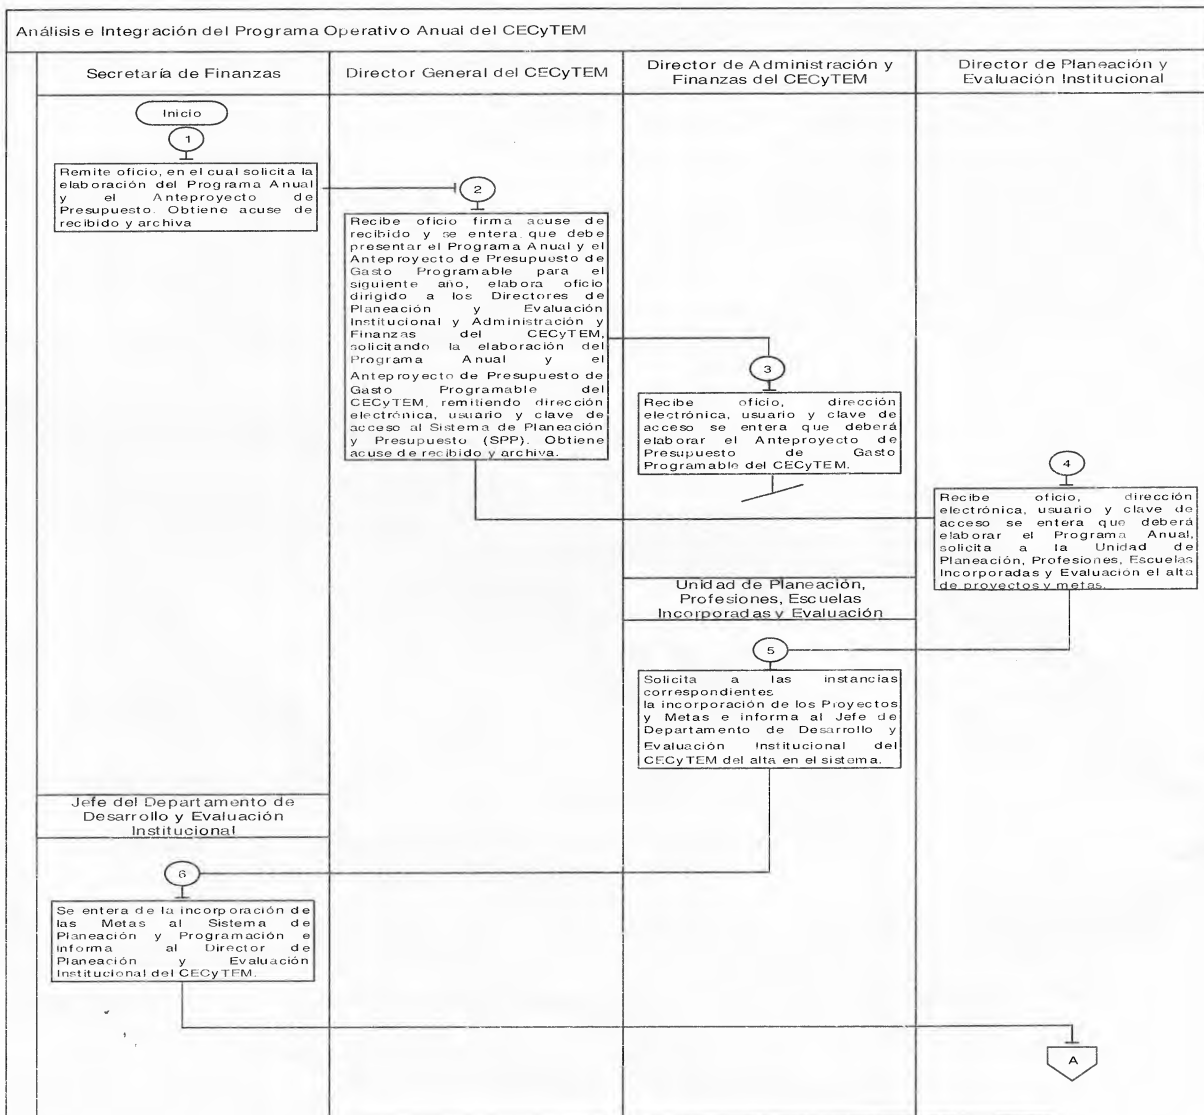 Análisis e Integración del Programa Operativo Anual del CECyTEM
Secretaría de Finanzas
Director General del CECyTEM
Director de Administración y
Finanzas del CECyTEM
Director de Planeación y
Evaluación Institucional
Inicio
1
Remite oficio, en el cual solicita la
elaboración del Programa Anual
y el Anteproyecto de
Presupuesto. Obtiene acuse de
recibido y archiva
2
Recibe oficio firma acuse de
recibido y se entera que debe
presentar el Programa Anual y el
Anteproyecto de Presupuesto de
Gasto Programable para el
siguiente año, elabora oficio
dirigido a los Directores de
Planeación y Evaluación
Institucional y Administración y
Finanzas del CECyTEM,
solicitando la elaboración del
Programa Anual y el
Anteproyecto de Presupuesto de
Gasto Programable del
CECyTEM, remitiendo dirección
electrónica, usuario y clave de
acceso al Sistema de Planeación
y Presupuesto (SPP). Obtiene
acuse de recibido y archiva.
3
Recibe oficio, dirección
electrónica, usuario y clave de
acceso se entera que deberá
elaborar el Anteproyecto de
Presupuesto de Gasto
Programable del CECyTEM.
4
Recibe oficio, dirección
electrónica, usuario y clave de
acceso se entera que deberá
elaborar el Programa Anual,
solicita a la Unidad de
Planeación, Profesiones, Escuelas
Incorporadas y Evaluación el alta
de proyectos y metas.
Unidad de Planeación,
Profesiones, Escuelas
Incorporadas y Evaluación
5
Solicita a las instancias
correspondientes
la incorporación de los Proyectos
y Metas e informa al Jefe de
Departamento de Desarrollo y
Evaluación Institucional del
CECyTEM del alta en el sistema.
Jefe del Departamento de
Desarrollo y Evaluación
Institucional
6
Se entera de la incorporación de
las Metas al Sistema de
Planeación y Programación e
informa al Director de
Planeación y Evaluación
Institucional del CECyTEM.
A